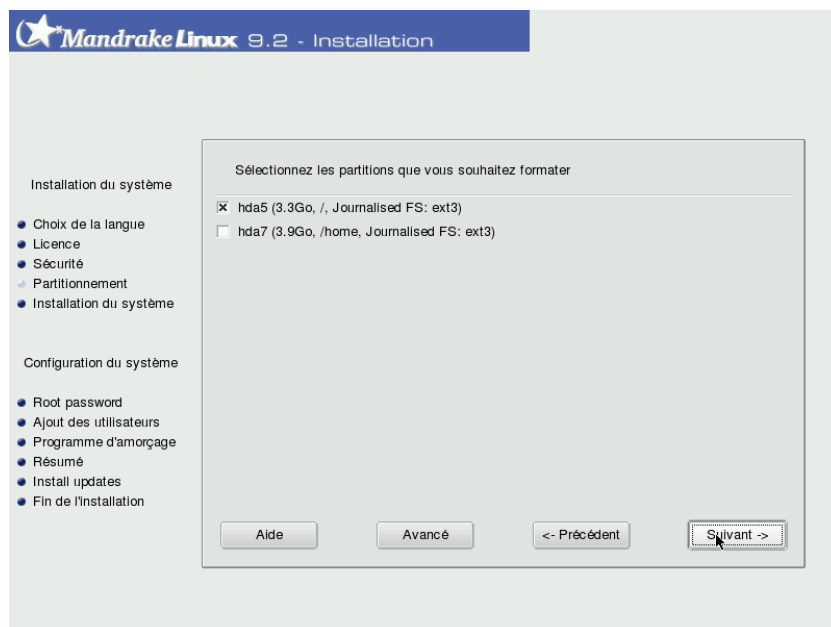 Mandrake Linux 9.2 - Installation
Installation du système
Choix de la langue
Licence
Sécurité
Partitionnement
Installation du système
Configuration du système
Root password
Ajout des utilisateurs
Programme d'amorçage
Résumé
Install updates
Fin de l'installation
Sélectionnez les partitions que vous souhaitez formater
hda5 (3.3Go, /, Journalised FS: ext3)
hda7 (3.9Go, /home, Journalised FS: ext3)
Aide
Avancé
<- Précédent
Suivant ->